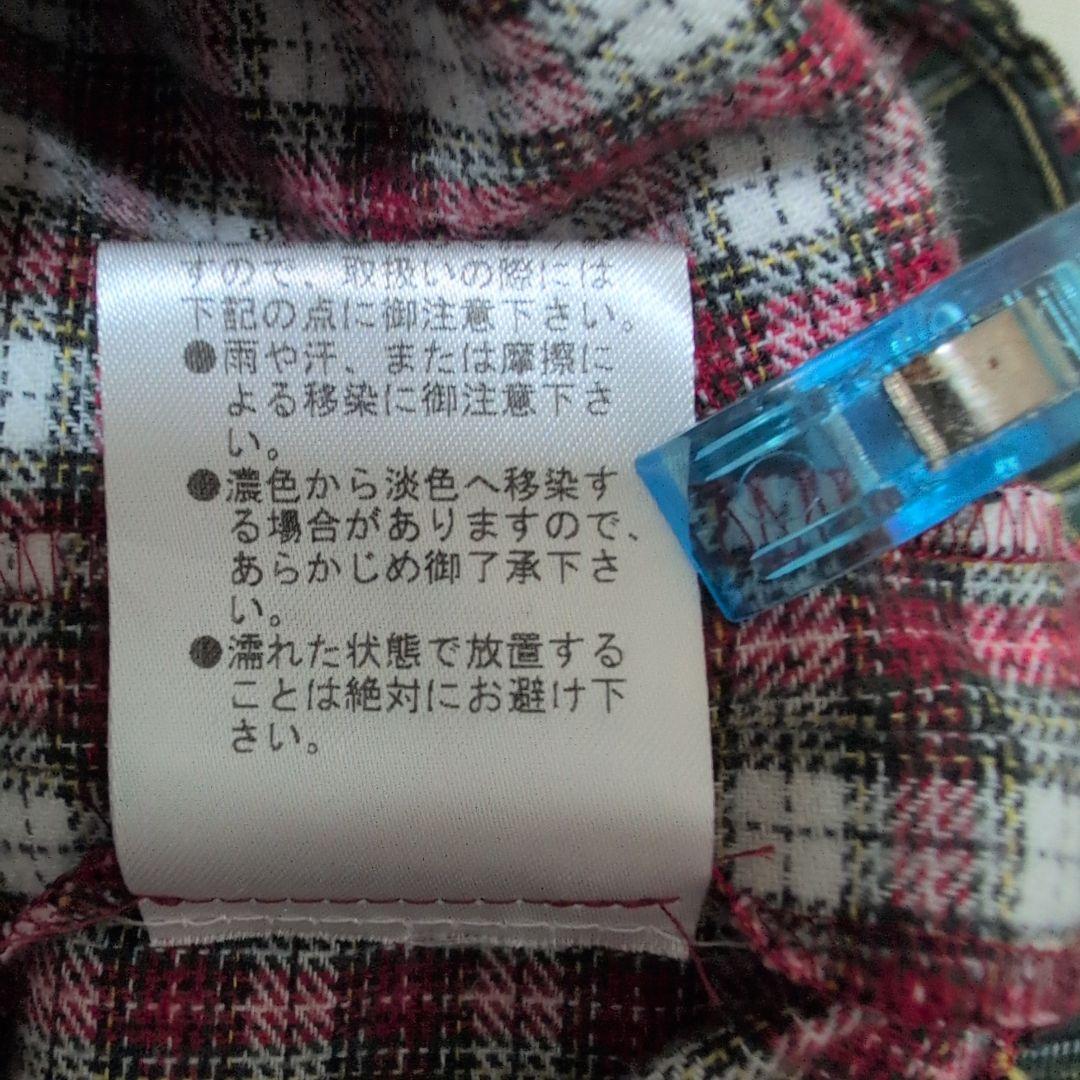 すので、取扱いの際には
下記の点に御注意下さい。
●雨や汗、または摩擦に
よる移染に御注意下さ
い。
●濃色から淡色へ移染す
る場合がありますので、
あらかじめ御了承下さ
い。
●濡れた状態で放置する
ことは絶対にお避け下
さい。